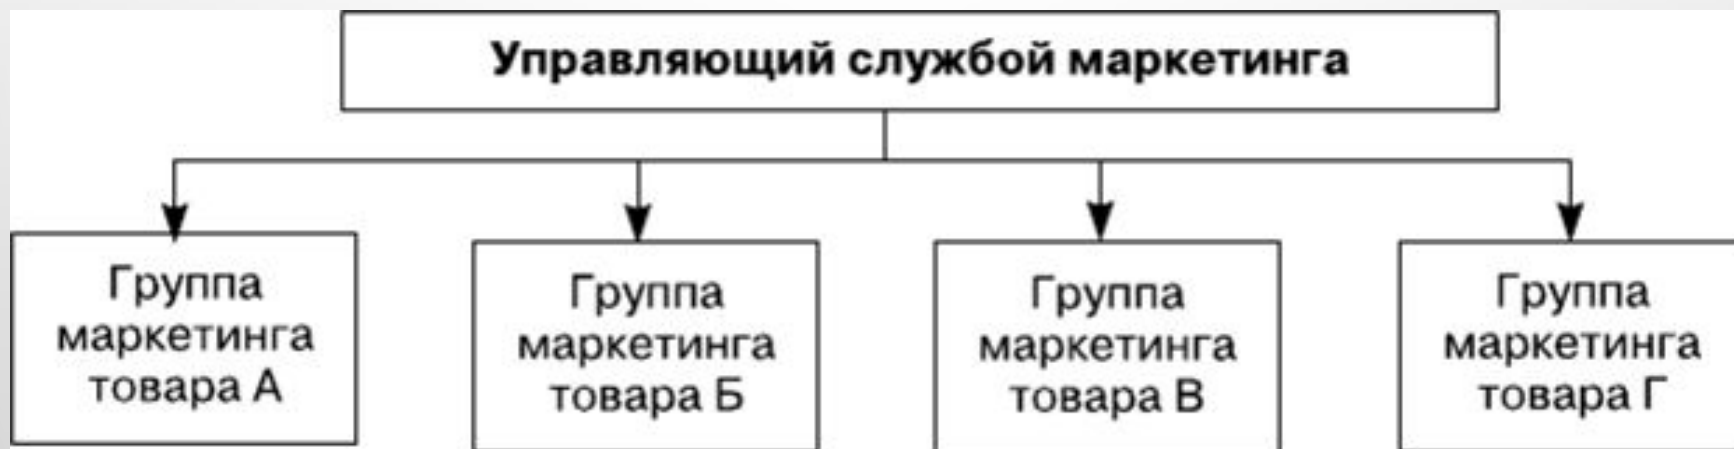 Управляющий службой маркетинга
Группа
маркетинга
товара А
Группа
маркетинга
товара Б
Группа
маркетинга
товара В
Группа
маркетинга
товара Г